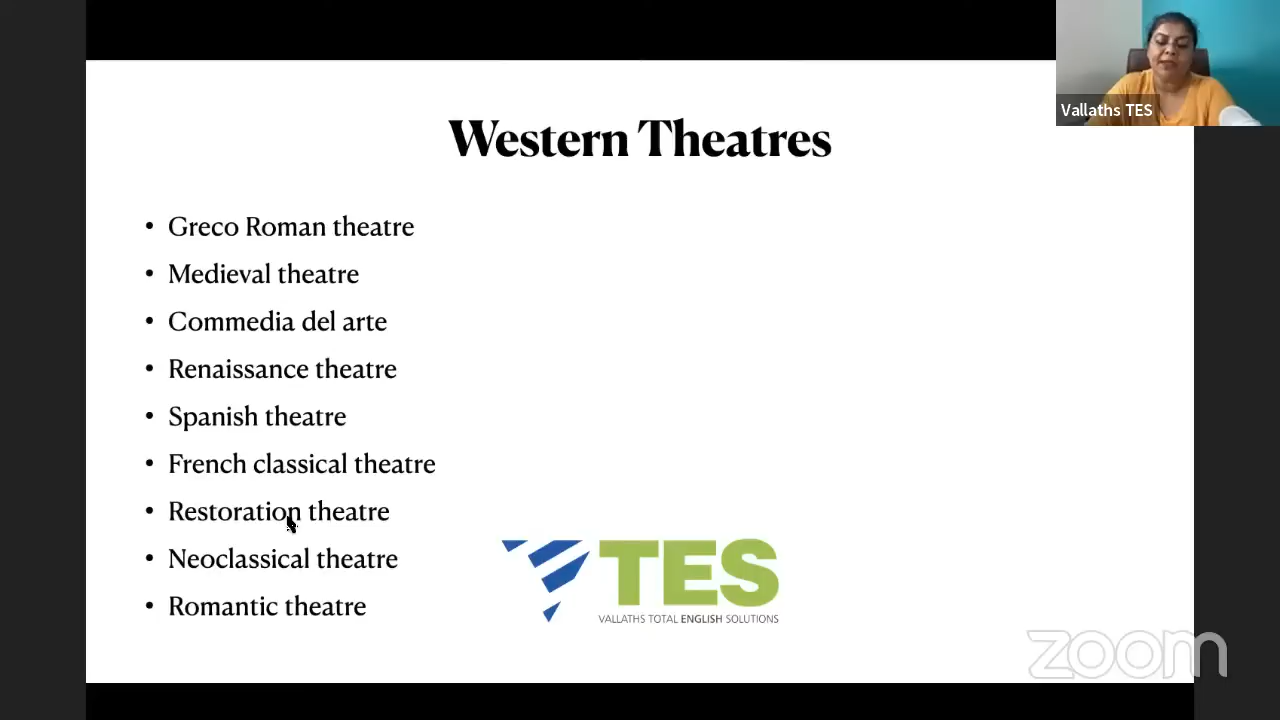 Vallaths TES
Western Theatres
• Greco Roman theatre
• Medieval theatre
• Commedia del arte
• Renaissance theatre
• Spanish theatre
• French classical theatre
• Restoration theatre
• Neoclassical theatre
• Romantic theatre
TES
VALLATHS TOTAL ENGLISH SOLUTIONS
zoom